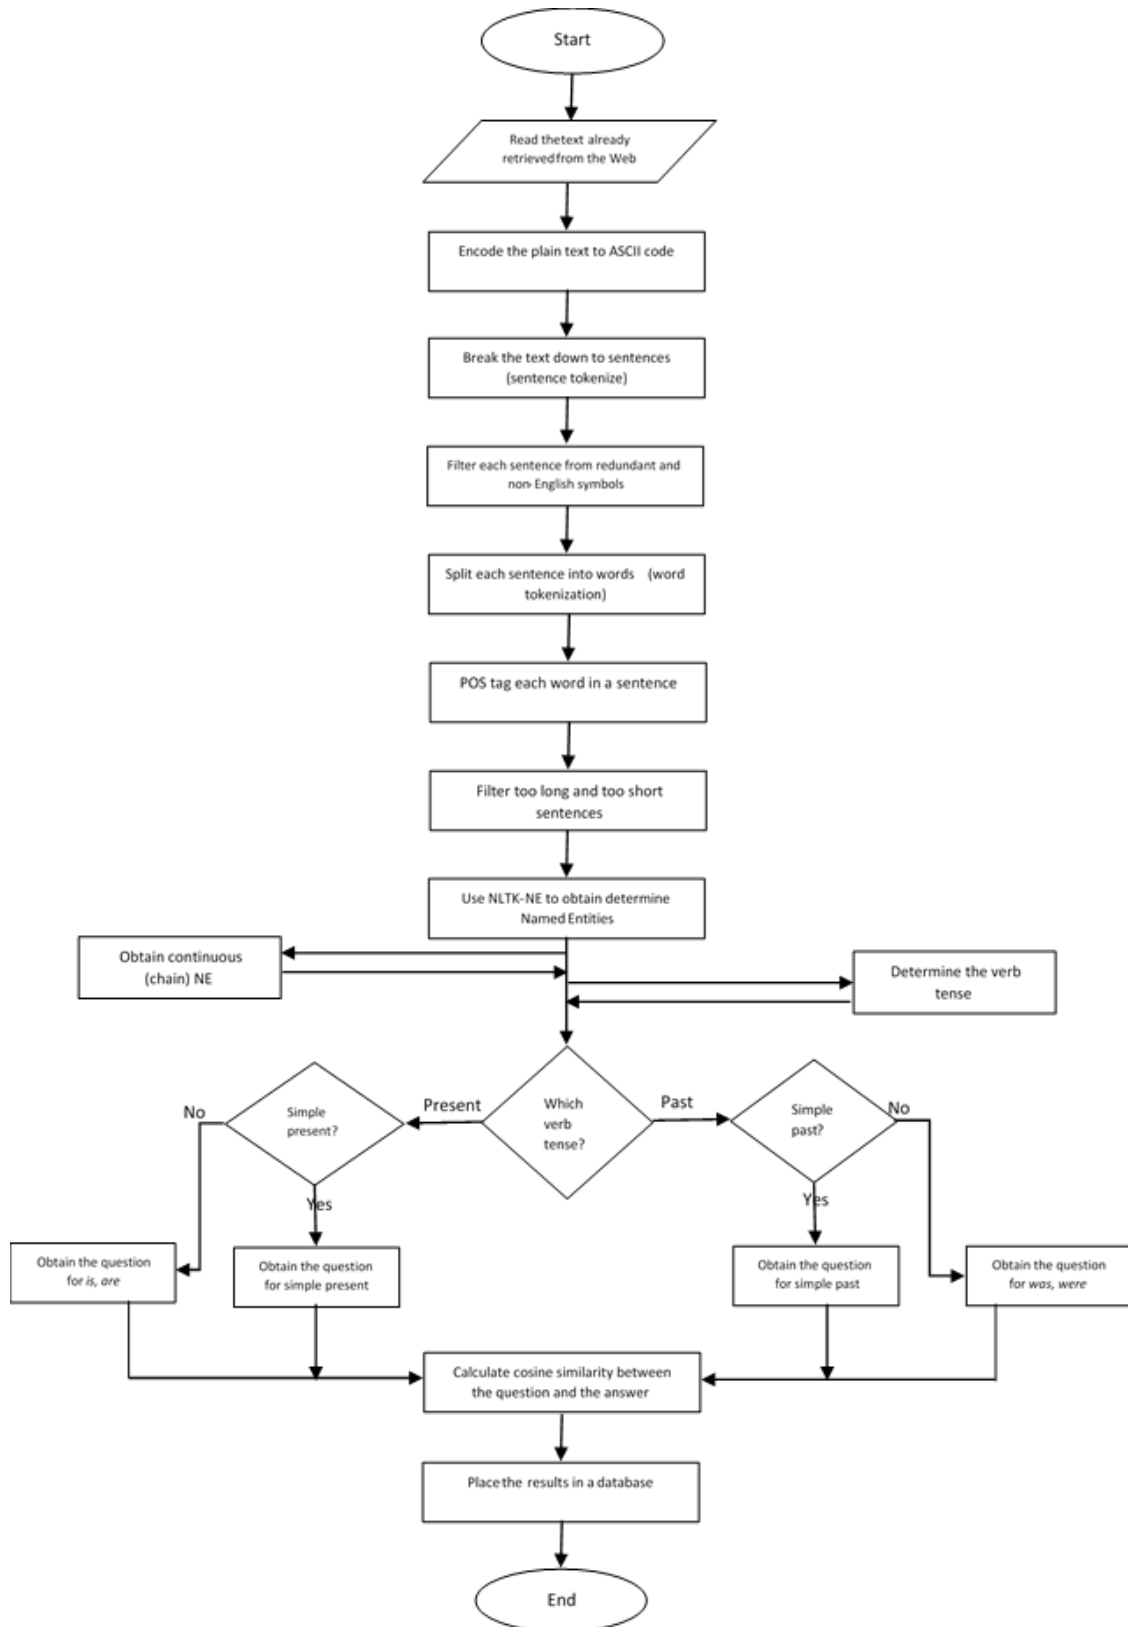 Start
Read thetext already
retrieved from the Web
Encode the plain text to ASCII code
Break the text down to sentences
(sentence tokenize)
Filter each sentence from redundant and
non-English symbols
Split each sentence into words (word
tokenization)
POS tag each word in a sentence
Filter too long and too short
sentences
Use NLTK-NE to obtain determine
Named Entities
Obtain continuous
(chain) NE
Determine the verb
tense
No
Simple
present?
Present
Which
verb
tense?
Past
Simple
past?
No
Yes
Yes
Obtain the question
for is, are
Obtain the question
for simple present
Obtain the question
for simple past
Obtain the question
for was, were
Calculate cosine similarity between
the question and the answer
Place the results in a database
End